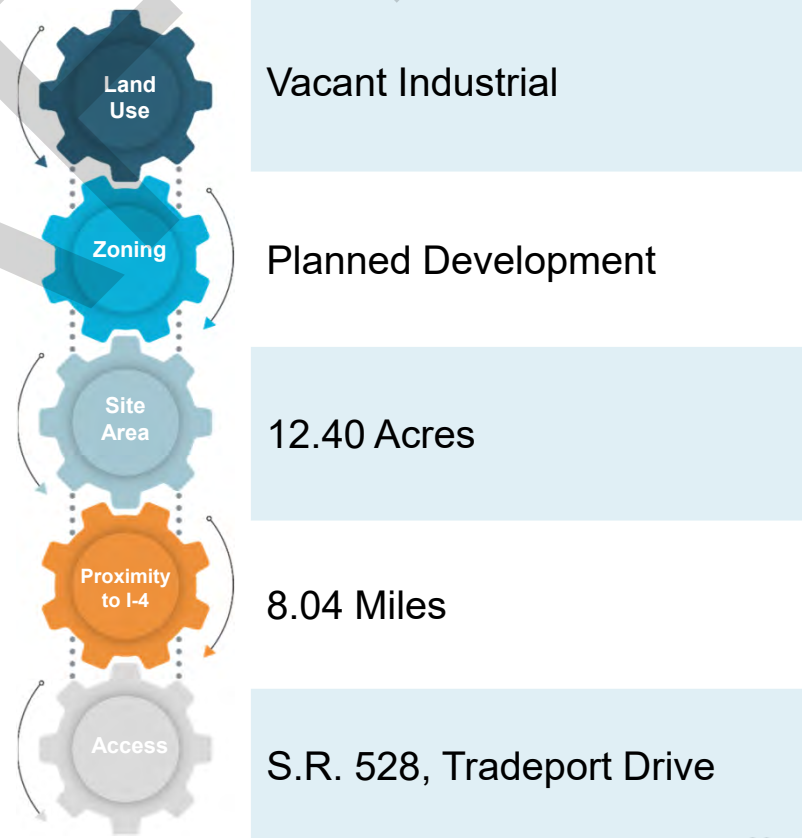 Land
Use
Vacant Industrial
Zoning
Planned Development
Site
Area
12.40 Acres
Proximity
to I-4
8.04 Miles
Access
S.R. 528, Tradeport Drive